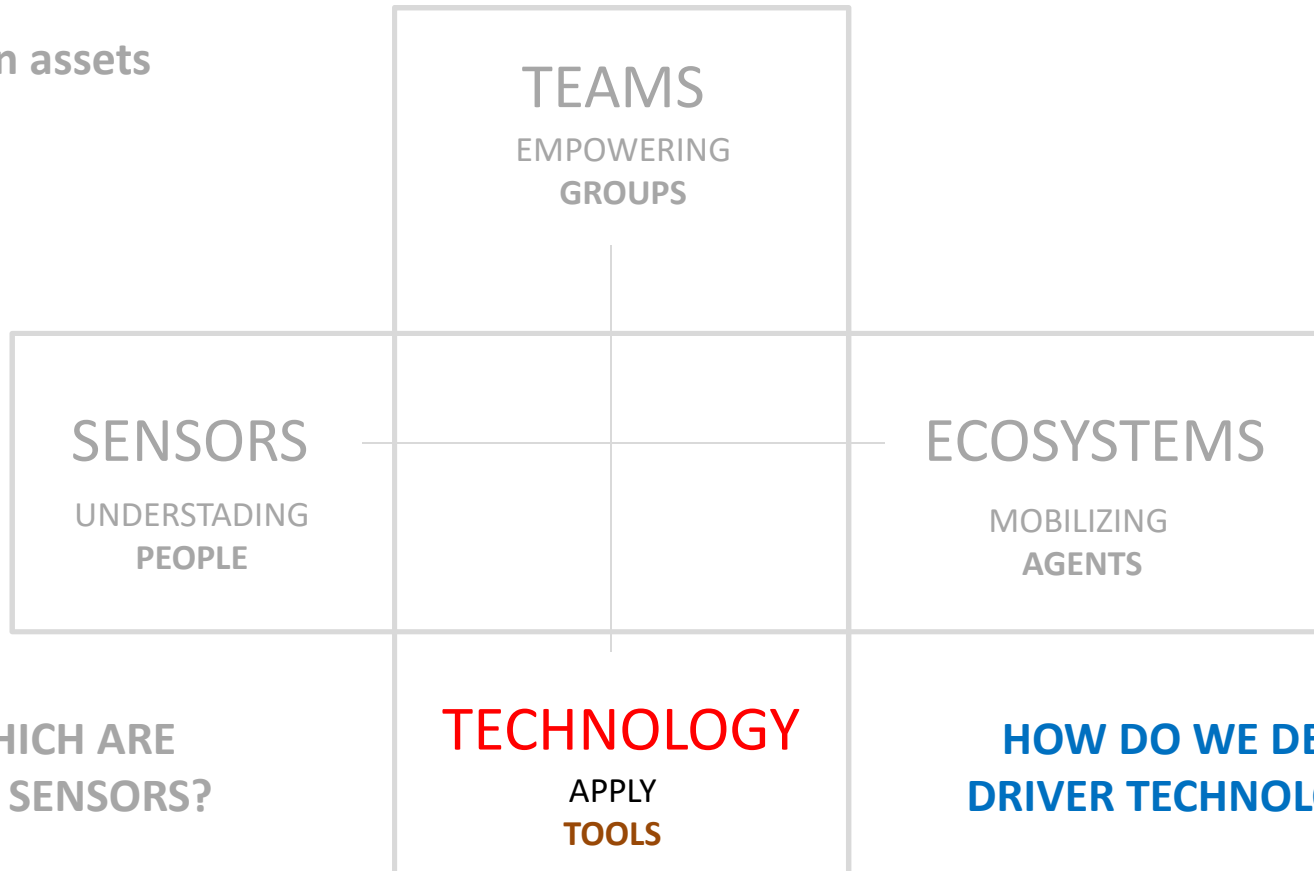 n assets
TEAMS
EMPOWERING
GROUPS
SENSORS
UNDERSTADING
PEOPLE
ECOSYSTEMS
MOBILIZING
AGENTS
HICH ARE
SENSORS?
TECHNOLOGY
APPLY
TOOLS
HOW DO WE DE
DRIVER TECHNOLO